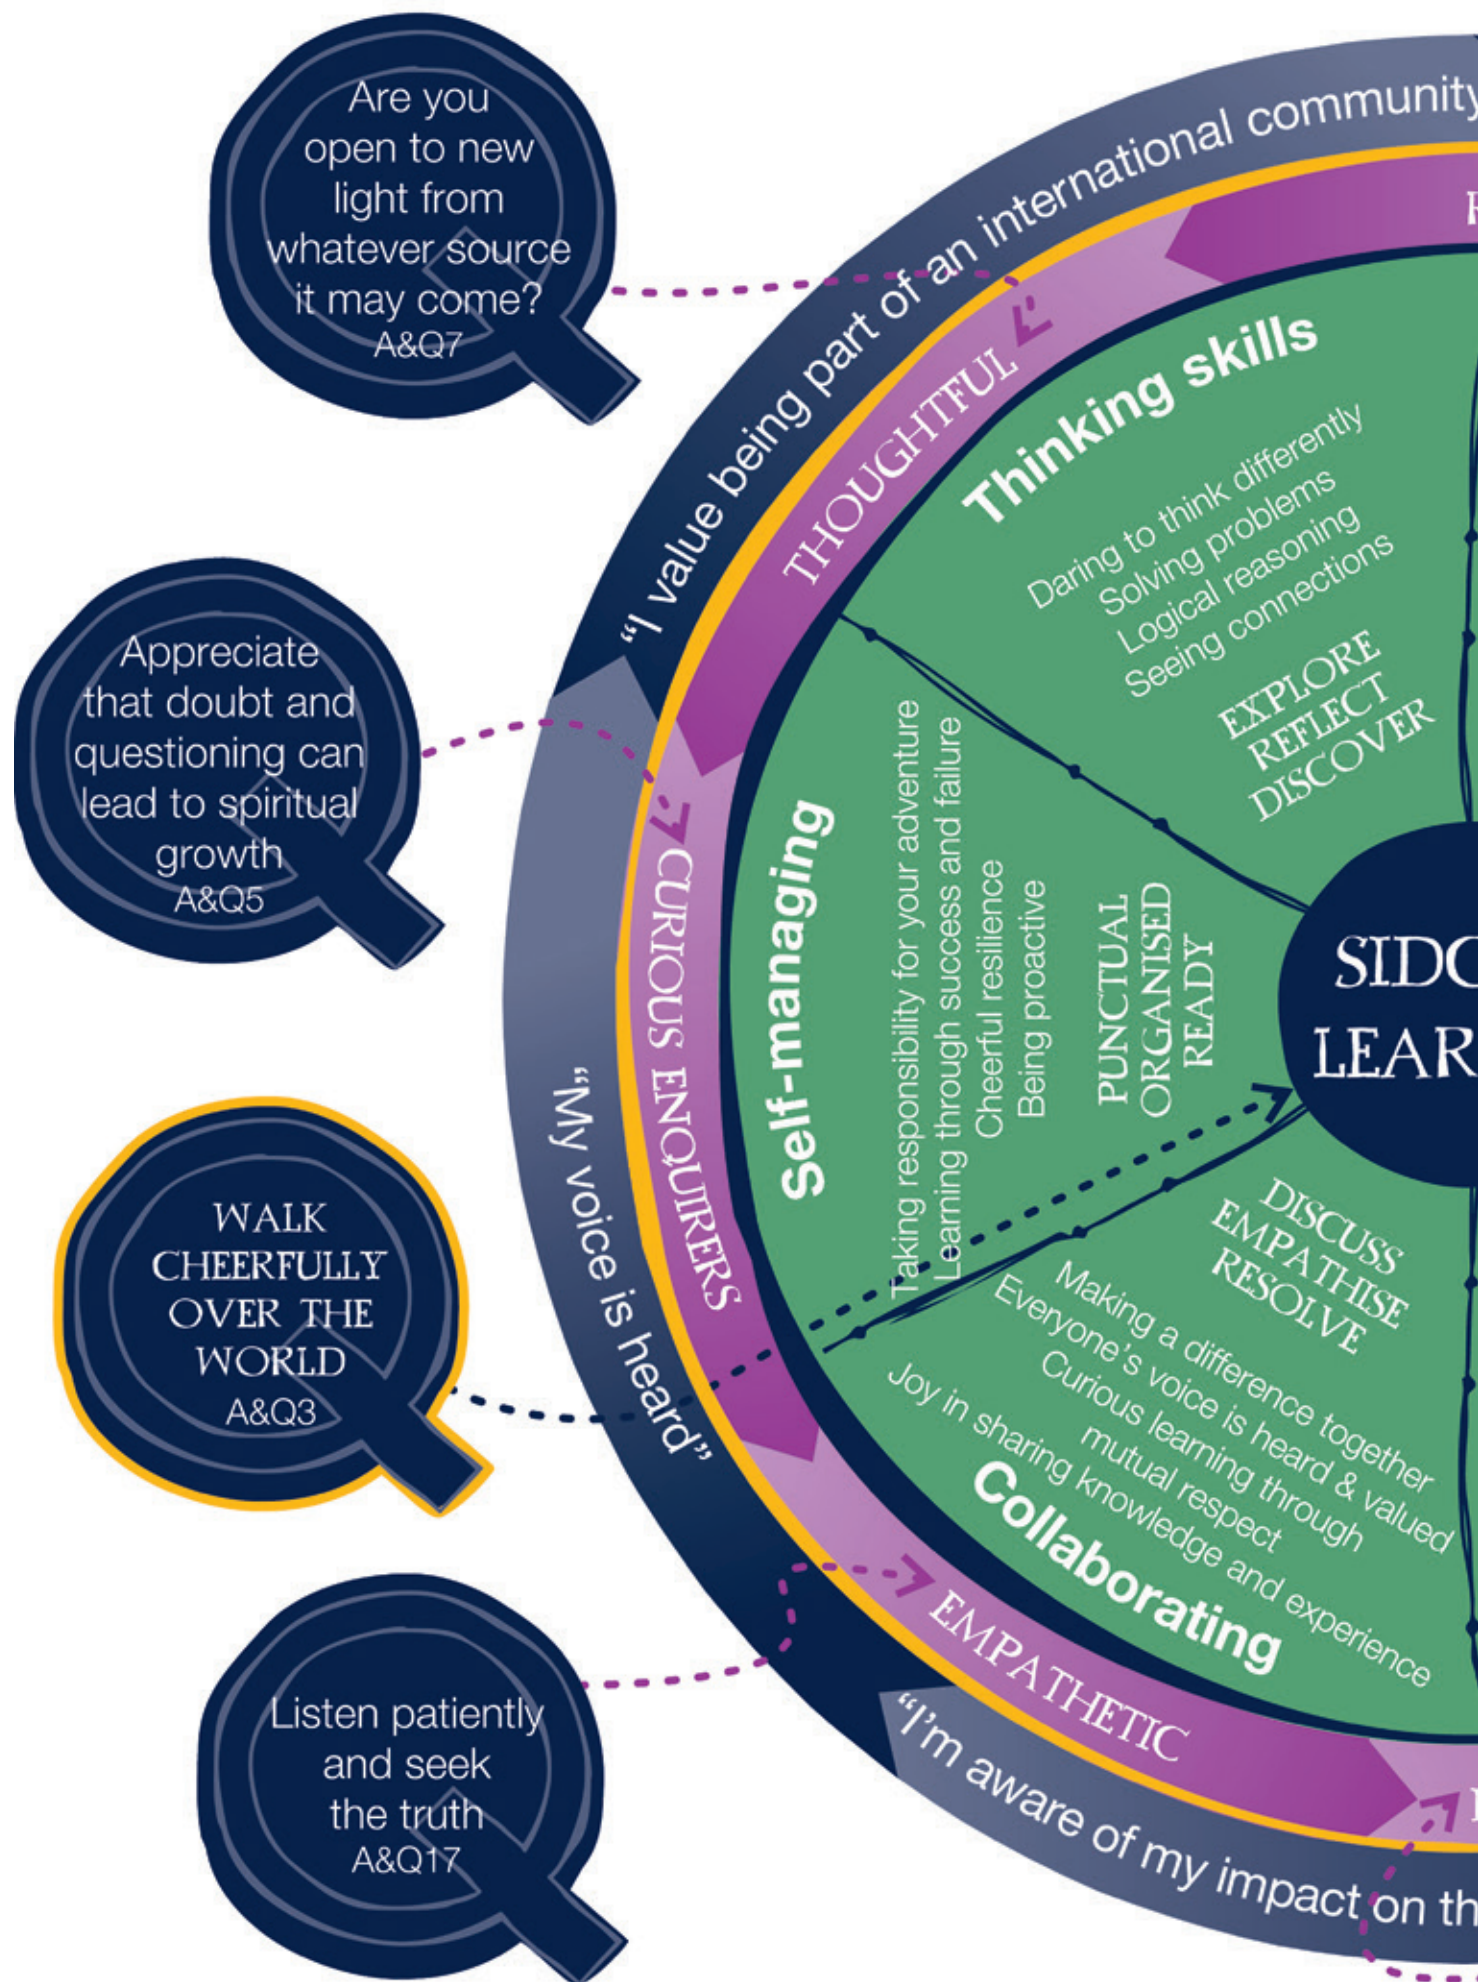 Are you
open to new
light from
whatever source
it may come?
A&Q7
Appreciate
that doubt and
questioning can
lead to spiritual
growth
A&Q5
WALK
CHEERFULLY
OVER THE
WORLD
A&Q3
Listen patiently
and seek
the truth
A&Q17
“I value being part of an international community
“My voice is heard”
“I’m aware of my impact on th
THOUGHTFUL
CURIOUS ENQUIRERS
EMPATHETIC
Thinking skills
Daring to think differently
Solving problems
Logical reasoning
Seeing connections
EXPLORE
REFLECT
DISCOVER
Self-managing
Taking responsibility for your adventure
Learning through success and failure
Cheerful resilience
Being proactive
PUNCTUAL
ORGANISED
READY
DISCUSS
EMPATHISE
RESOLVE
Making a difference together
Everyone’s voice is heard & valued
Curious learning through
mutual respect
Joy in sharing knowledge and experience
Collaborating
SIDC
LEAR